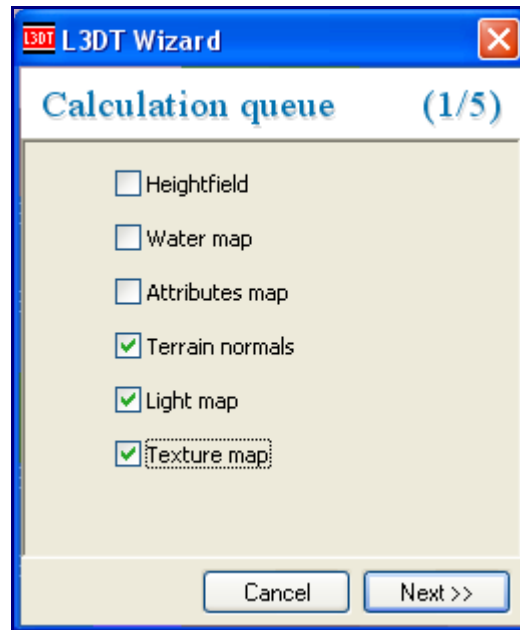 L3DT L3DT Wizard
Calculation queue (1/5)
Heightfield
Water map
Attributes map
Terrain normals
Light map
Texture map
Cancel Next >>